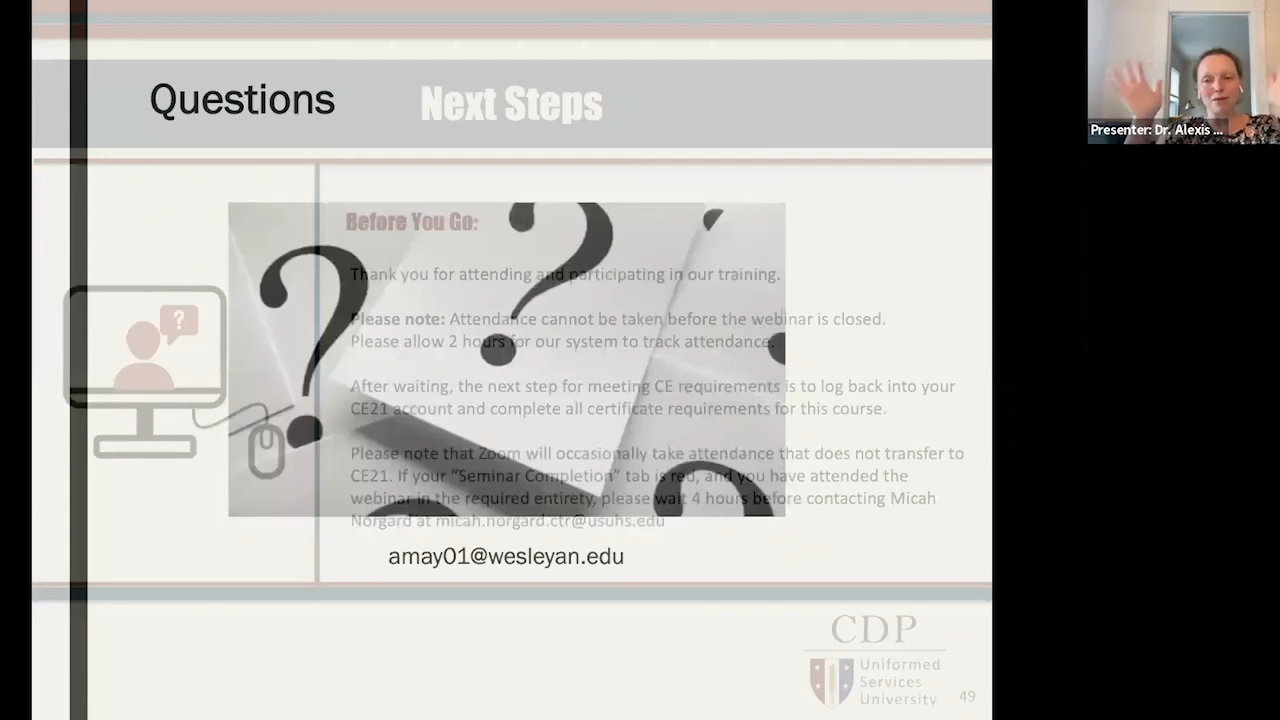 Questions
Next Steps
Presenter: Dr. Alexis ...
Before You Go:
Thank you for attending and participating in our training.
Please note: Attendance cannot be taken before the webinar is closed.
Please allow 2 hours for our system to track attendance.
After waiting, the next step for meeting CE requirements is to log back into your
CE21 account and complete all certificate requirements for this course.
Please note that Zoom will occasionally take attendance that does not transfer to
CE21. If your “Seminar Completion” tab is red, and you have attended the
webinar in the required entirety, please wait 4 hours before contacting Micah
Norgard at micah.norgard.ctr@usuhs.edu
amay01@wesleyan.edu
CDP
Uniformed
Services
University
49